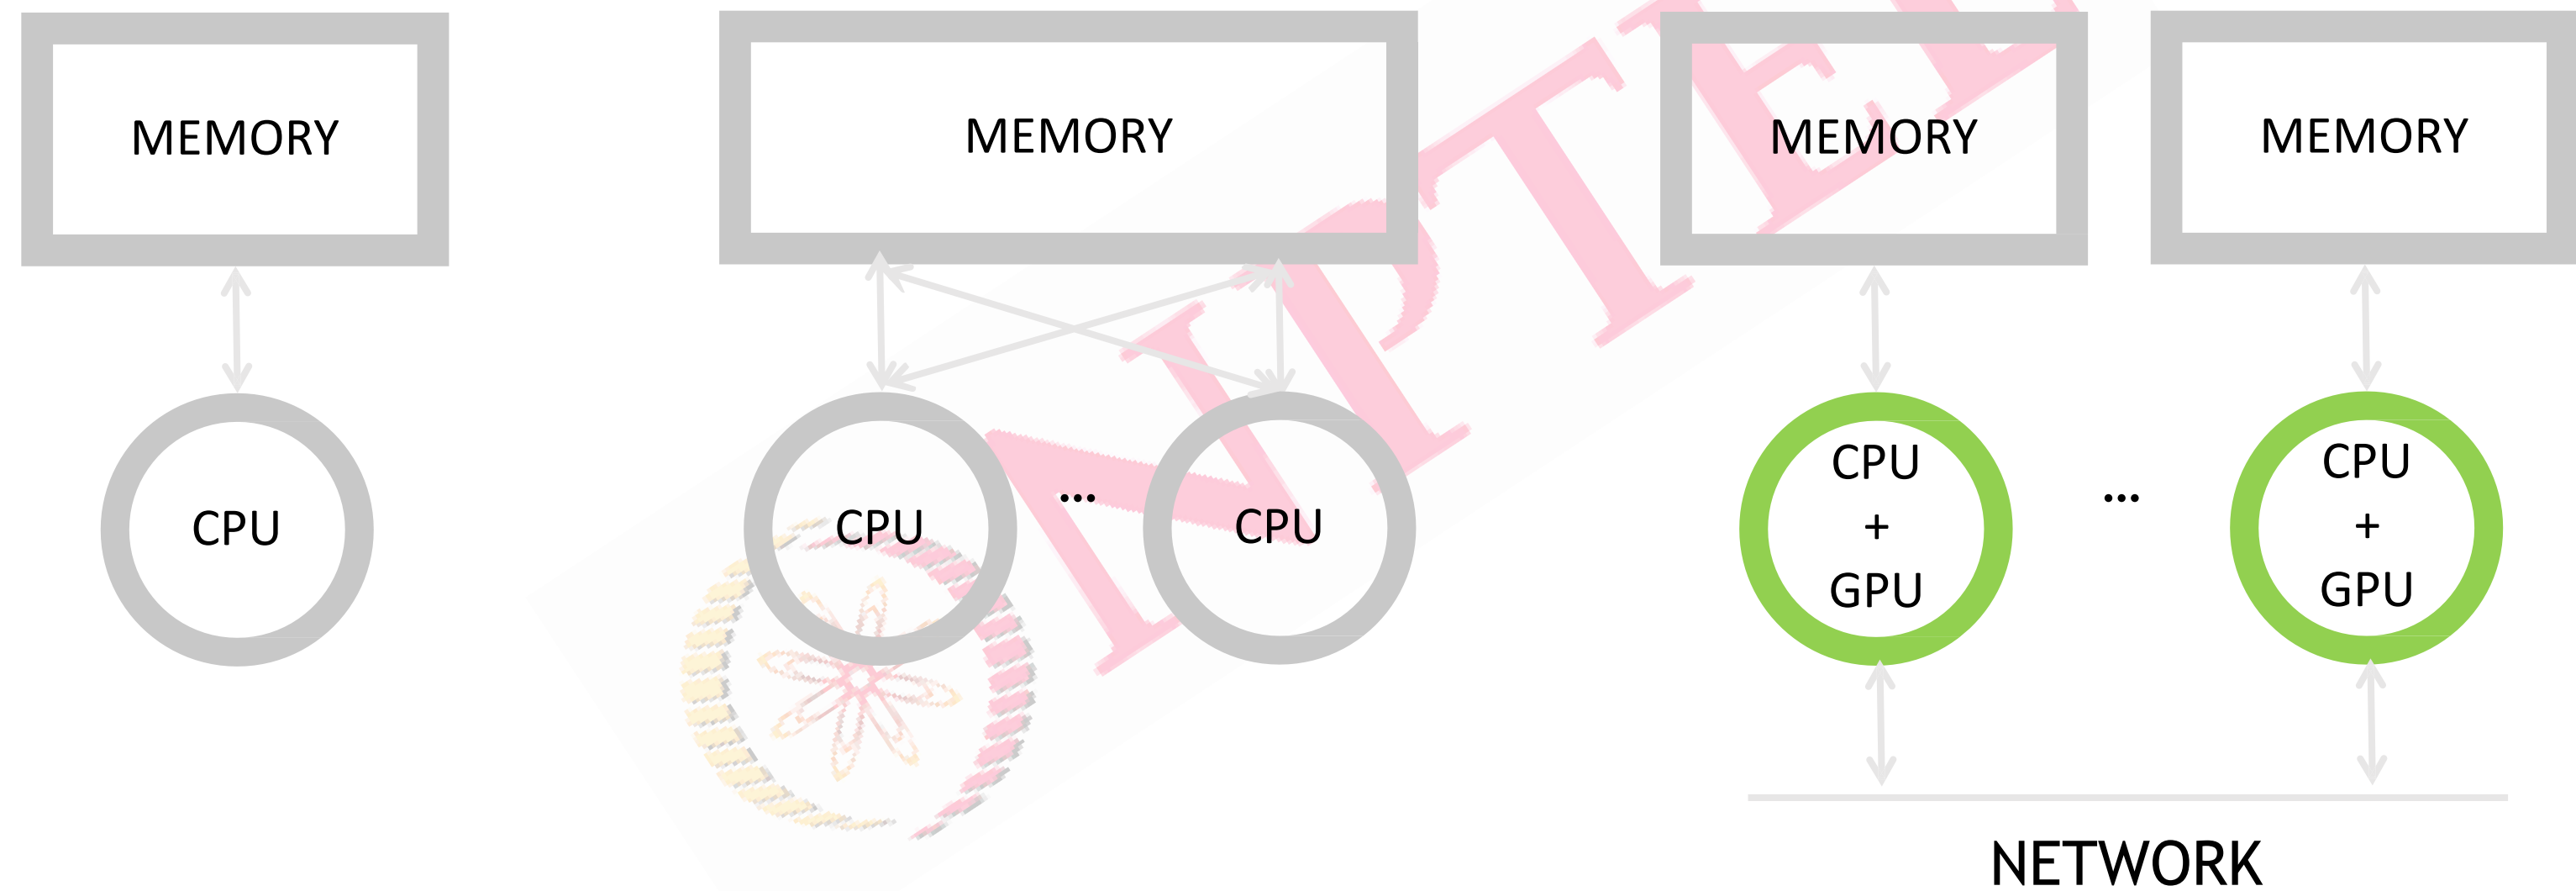 MEMORY
MEMORY
MEMORY
MEMORY
CPU
CPU
...
CPU
CPU
+
GPU
...
CPU
+
GPU
NETWORK
NPTEL